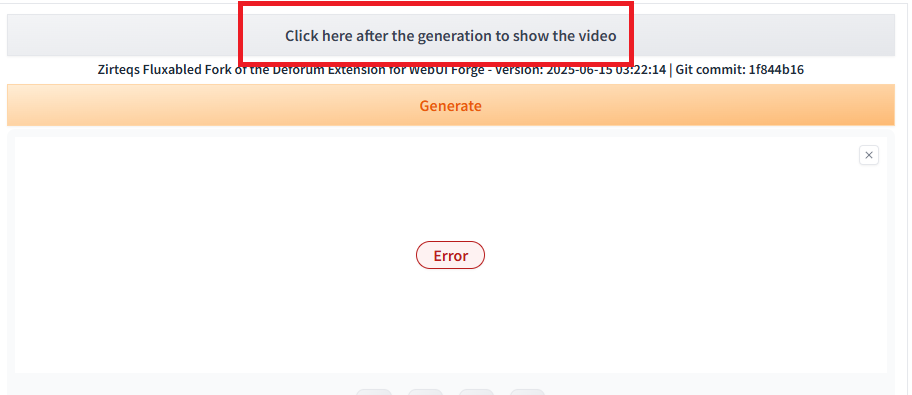 Click here after the generation to show the video
Zirteqs Fluxabled Fork of the Deforum Extension for WebUI Forge - Version: 2025-06-15 03:22:14 | Git commit: 1f844b16
Generate
Error